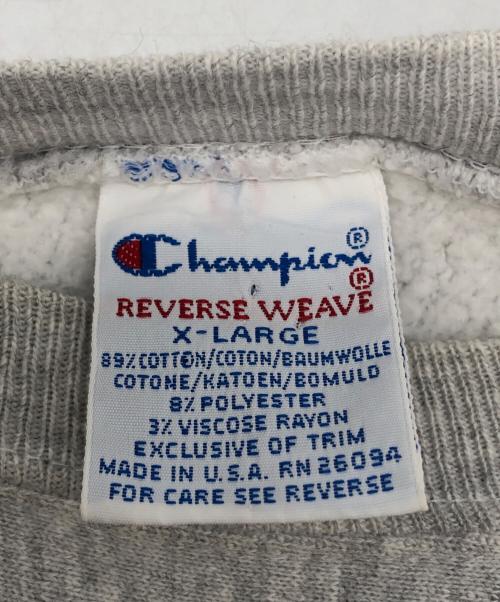 Champion®
REVERSE WEAVE®
X-LARGE
89%COTTON/COTON/BAUMWOLLE
COTONE/KATOEN/BOMULD
8% POLYESTER
3% VISCOSE RAYON
EXCLUSIVE OF TRIM
MADE IN U.S.A. RN 26094
FOR CARE SEE REVERSE